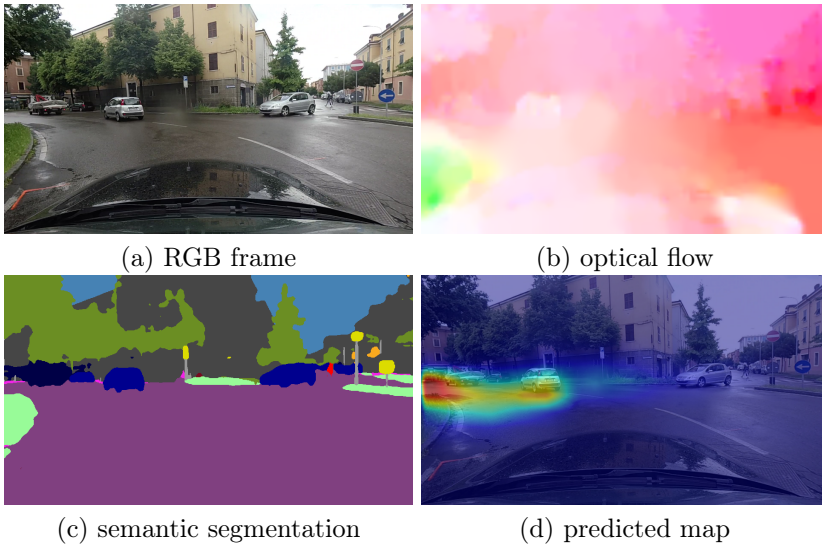 (a) RGB frame
(b) optical flow
(c) semantic segmentation
(d) predicted map